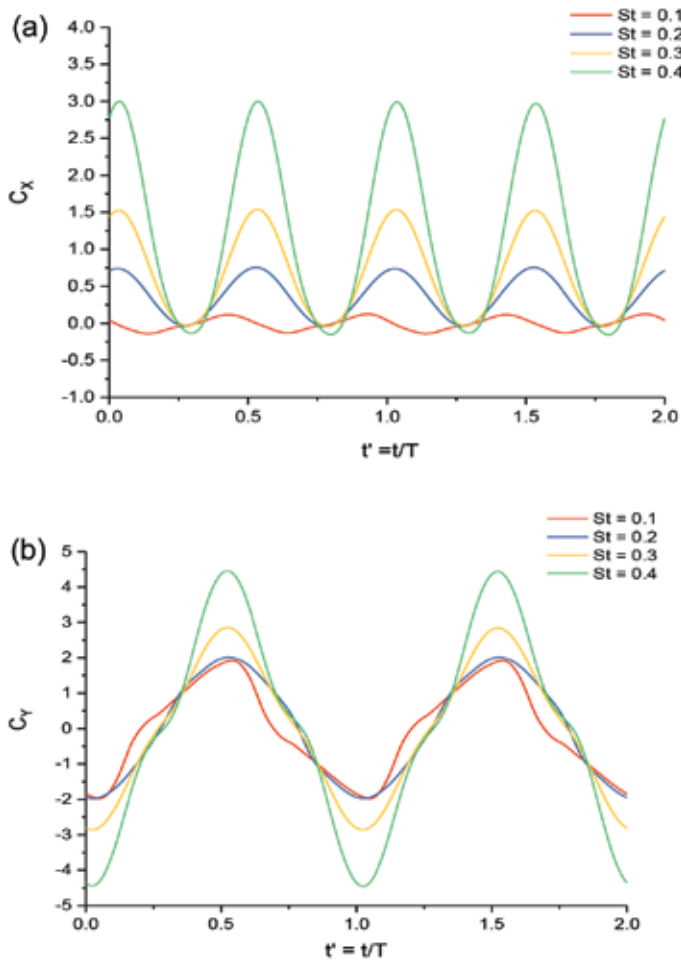 (a)
St = 0.1
St = 0.2
St = 0.3
St = 0.4
4.0
3.5
3.0
2.5
2.0
1.5
1.0
0.5
0.0
-0.5
-1.0
C_X
0.0 0.5 1.0 1.5 2.0
t' =t/T
(b)
St = 0.1
St = 0.2
St = 0.3
St = 0.4
5
4
3
2
1
0
-1
-2
-3
-4
-5
C_Y
0.0 0.5 1.0 1.5 2.0
t' = t/T